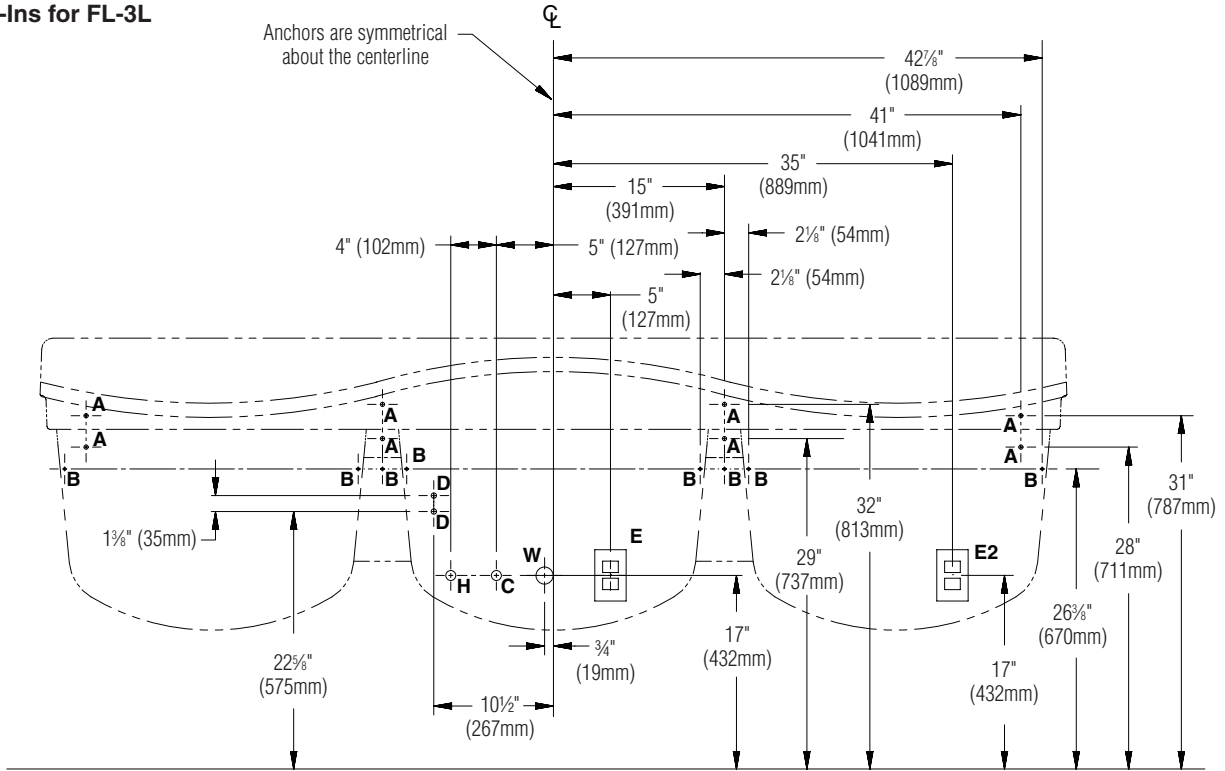 -Ins for FL-3L
℄
Anchors are symmetrical
about the centerline
42⅞"
(1089mm)
41"
(1041mm)
35"
(889mm)
15"
(391mm)
4" (102mm)
5" (127mm)
2⅛" (54mm)
2⅛" (54mm)
5"
(127mm)
A
A
A
A
A
A
A
A
B
B
B
B
B
B
B
B
D
D
1⅜" (35mm)
H
C
W
E
E2
32"
(813mm)
29"
(737mm)
31"
(787mm)
28"
(711mm)
26⅜"
(670mm)
17"
(432mm)
17"
(432mm)
¾"
(19mm)
22⅝"
(575mm)
10½"
(267mm)